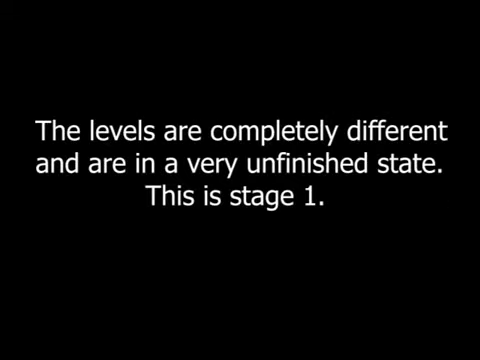 The levels are completely different
and are in a very unfinished state.
This is stage 1.